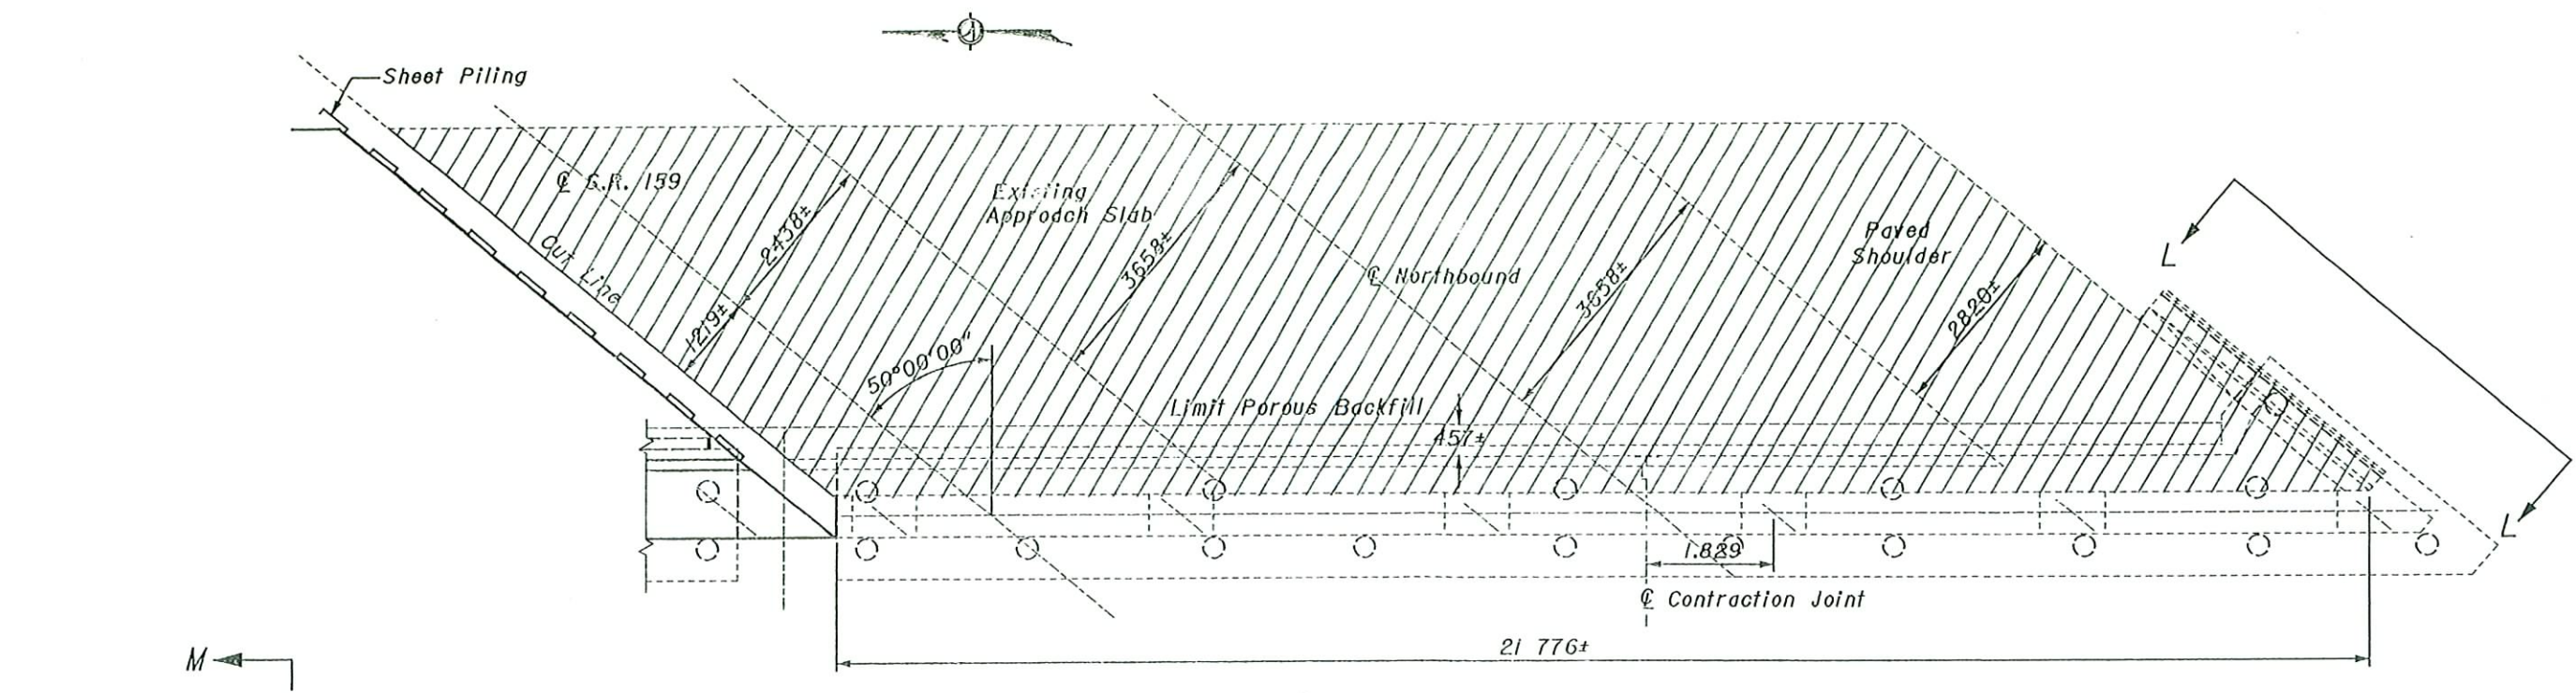 Sheet Piling
℄ S.R. 159
Existing
Approach Slab
Cut Line
2438±
1219±
3658±
℄ Northbound
3658±
Paved
Shoulder
2820±
L
L
50°00'00"
Limit Porous Backfill
457±
1.829
℄ Contraction Joint
21 776±
M